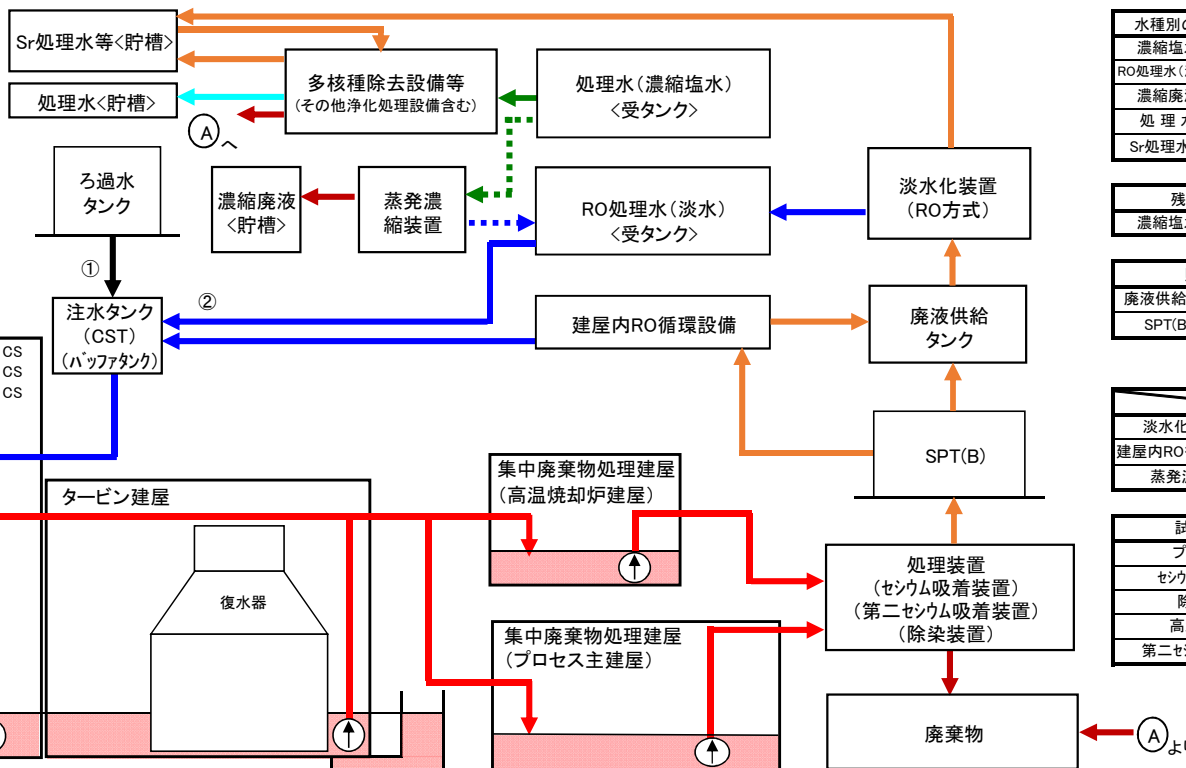 Sr処理水等<貯槽>
処理水<貯槽>
多核種除去設備等
(その他浄化処理設備含む)
A
へ
処理水(濃縮塩水)
<受タンク>
ろ過水
タンク
濃縮廃液
<貯槽>
蒸発濃
縮装置
RO処理水(淡水)
<受タンク>
淡水化装置
(RO方式)
①
②
注水タンク
(CST)
(バッファタンク)
建屋内RO循環設備
廃液供給
タンク
CS
CS
CS
SPT(B)
タービン建屋
復水器
集中廃棄物処理建屋
(高温焼却炉建屋)
集中廃棄物処理建屋
(プロセス主建屋)
処理装置
(セシウム吸着装置)
(第二セシウム吸着装置)
(除染装置)
廃棄物
A
より
水種別の
濃縮塩
RO処理水(
濃縮廃
処理
Sr処理水
残
濃縮塩
廃液供給
SPT(B
淡水化
建屋内RO
蒸発
試
プ
セシウ
除
高
第二セシ